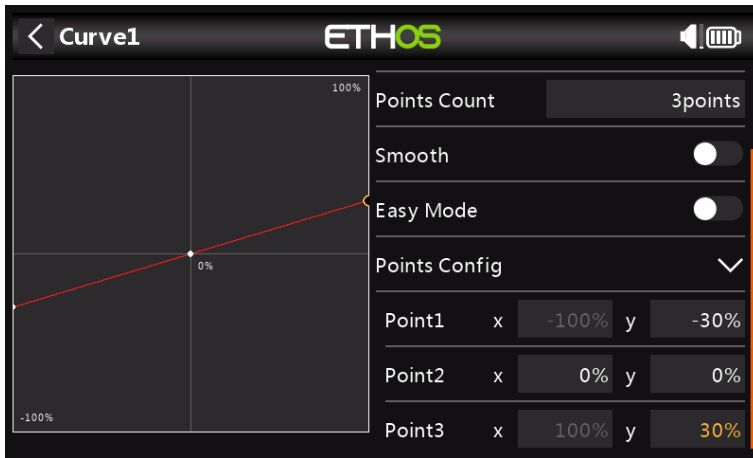 Curve1
ETHOS
100%
0%
-100%
Points Count 3points
Smooth
Easy Mode
Points Config
Point1 x -100% y -30%
Point2 x 0% y 0%
Point3 x 100% y 30%